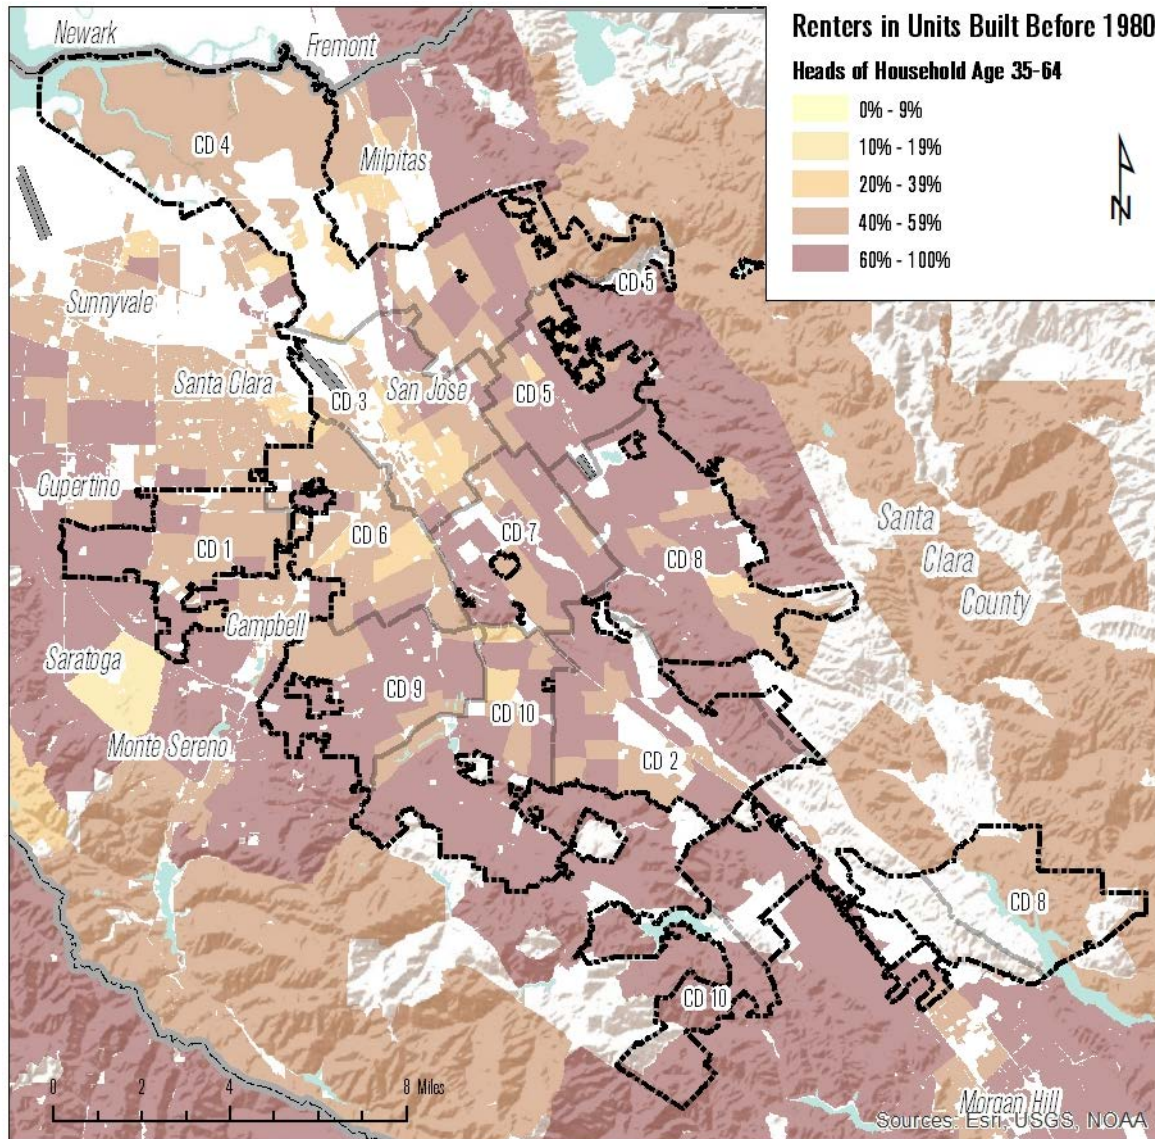 Renters in Units Built Before 1980
Heads of Household Age 35-64
0% - 9%
10% - 19%
20% - 39%
40% - 59%
60% - 100%
N
Newark
Fremont
CD 4
Milpitas
CD 5
Sunnyvale
Santa Clara
San Jose
CD 3
CD 5
Cupertino
Santa
Clara
County
CD 6
CD 7
CD 1
CD 8
Campbell
Saratoga
CD 9
CD 10
Monte Sereno
CD 2
CD 8
CD 10
0 2 4 8 Miles
Morgan Hill
Sources: Esri, USGS, NOAA